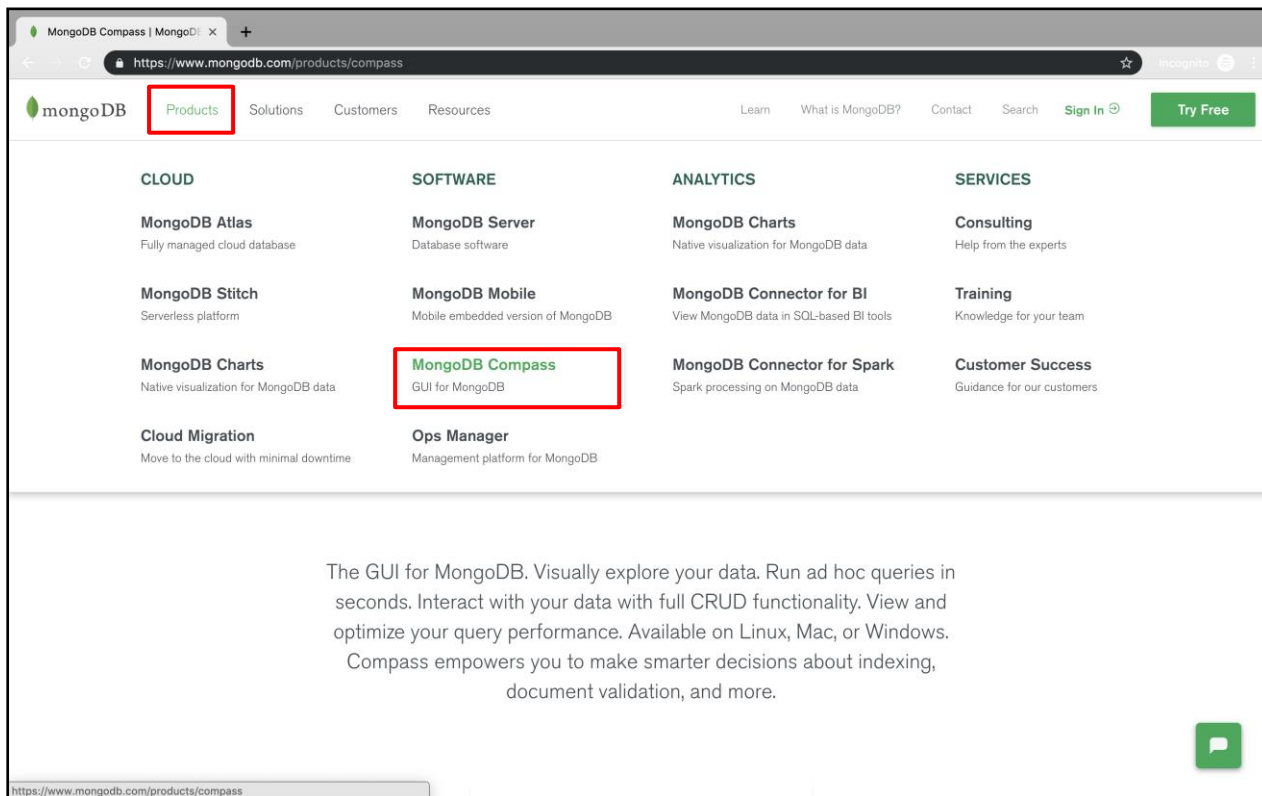 MongoDB Compass | MongoD
https://www.mongodb.com/products/compass
Incognito
mongoDB
Products
Solutions
Customers
Resources
Learn
What is MongoDB?
Contact
Search
Sign In
Try Free
CLOUD
MongoDB Atlas
Fully managed cloud database
MongoDB Stitch
Serverless platform
MongoDB Charts
Native visualization for MongoDB data
Cloud Migration
Move to the cloud with minimal downtime
SOFTWARE
MongoDB Server
Database software
MongoDB Mobile
Mobile embedded version of MongoDB
MongoDB Compass
GUI for MongoDB
Ops Manager
Management platform for MongoDB
ANALYTICS
MongoDB Charts
Native visualization for MongoDB data
MongoDB Connector for BI
View MongoDB data in SQL-based BI tools
MongoDB Connector for Spark
Spark processing on MongoDB data
SERVICES
Consulting
Help from the experts
Training
Knowledge for your team
Customer Success
Guidance for our customers
The GUI for MongoDB. Visually explore your data. Run ad hoc queries in
seconds. Interact with your data with full CRUD functionality. View and
optimize your query performance. Available on Linux, Mac, or Windows.
Compass empowers you to make smarter decisions about indexing,
document validation, and more.
https://www.mongodb.com/products/compass